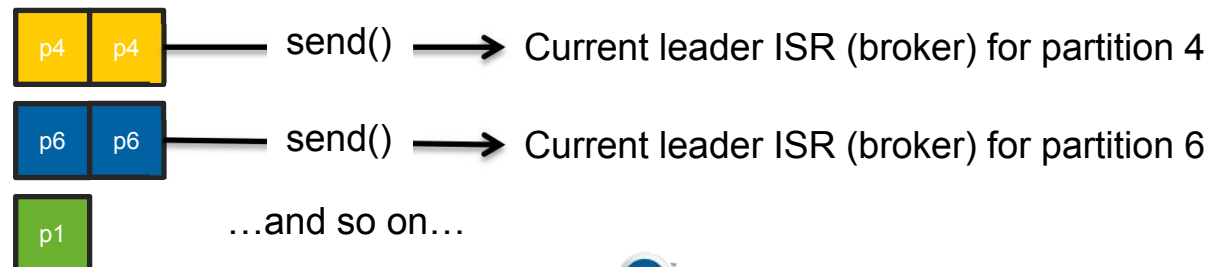 p4 p4 send() Current leader ISR (broker) for partition 4
p6 p6 send() Current leader ISR (broker) for partition 6
p1 …and so on…